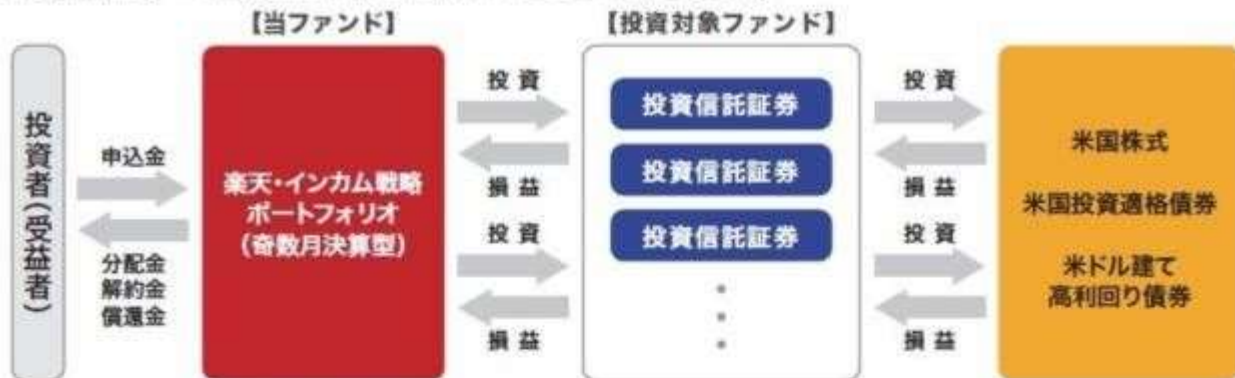 【当ファンド】
【投資対象ファンド】
投資者(受益者)
申込金
分配金
解約金
償還金
楽天・インカム戦略
ポートフォリオ
(奇数月決算型)
投資
損益
投資
損益
投資信託証券
投資信託証券
投資信託証券
投資
損益
投資
損益
米国株式
米国投資適格債券
米ドル建て
高利回り債券